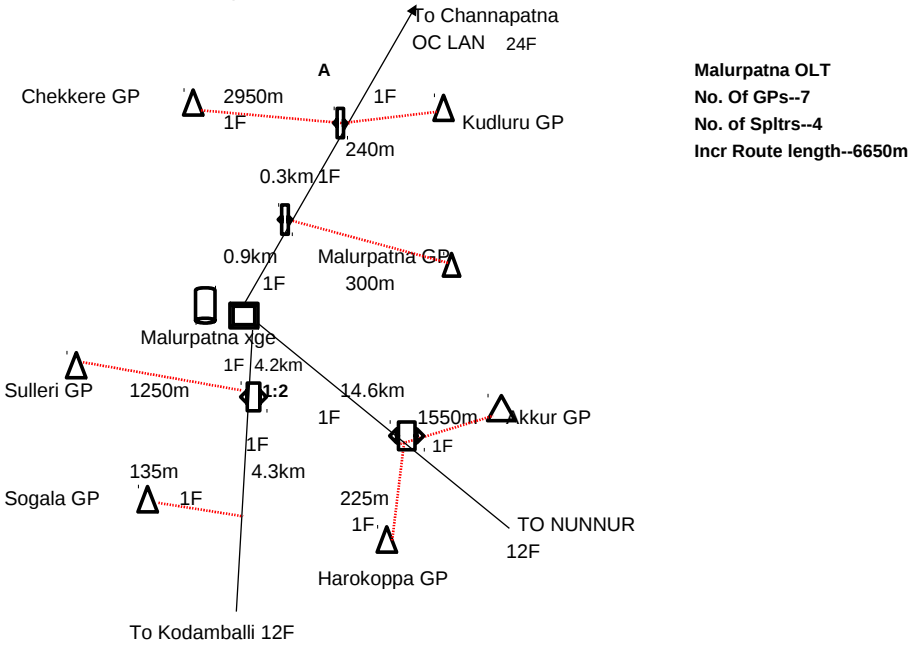 To Channapatna
OC LAN 24F
A
Malurpatna OLT
No. Of GPs--7
No. of Spltrs--4
Incr Route length--6650m
Chekkere GP
2950m
1F
1F
Kudluru GP
240m
0.3km 1F
0.9km
1F
Malurpatna GP
300m
Malurpatna xge
1F 4.2km
Sulleri GP
1250m
1:2
14.6km
1F
1550m
Akkur GP
1F
1F
4.3km
135m
Sogala GP
1F
225m
1F
TO NUNNUR
12F
Harokoppa GP
To Kodamballi 12F